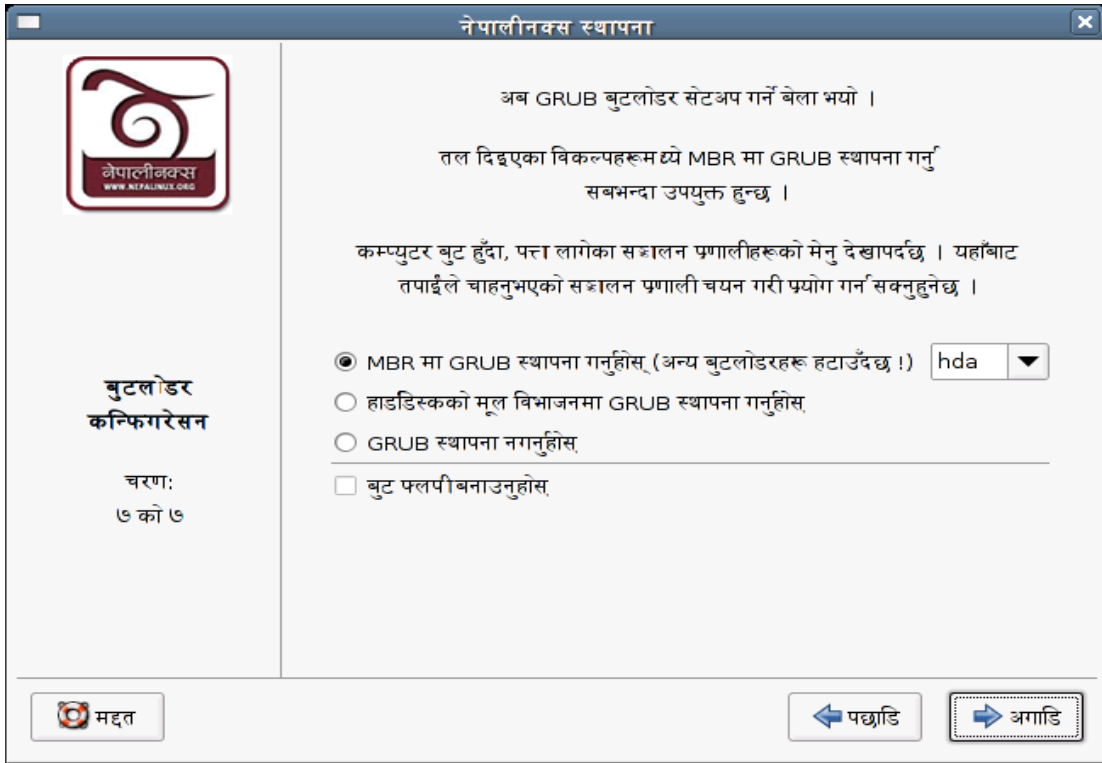 नेपालीनक्स स्थापना
नेपालीनक्स
WWW.NEPALINUX.ORG
बुटलोडर
कन्फिगरेसन
चरण:
७ को ७
अब GRUB बुटलोडर सेटअप गर्ने बेला भयो ।
तल दिइएका विकल्पहरूमध्ये MBR मा GRUB स्थापना गर्नु
सबभन्दा उपयुक्त हुन्छ ।
कम्प्युटर बुट हुँदा, पत्ता लागेका सञ्चालन प्रणालीहरूको मेनु देखापर्दछ । यहाँबाट
तपाईंले चाहनुभएको सञ्चालन प्रणाली चयन गरी प्रयोग गर्न सक्नुहुनेछ ।
MBR मा GRUB स्थापना गर्नुहोस् (अन्य बुटलोडरहरू हटाउँदछ !) hda
हार्डडिस्कको मूल विभाजनमा GRUB स्थापना गर्नुहोस्
GRUB स्थापना नगर्नुहोस्
बुट फ्लपी बनाउनुहोस्
मद्दत
पछाडि
अगाडि